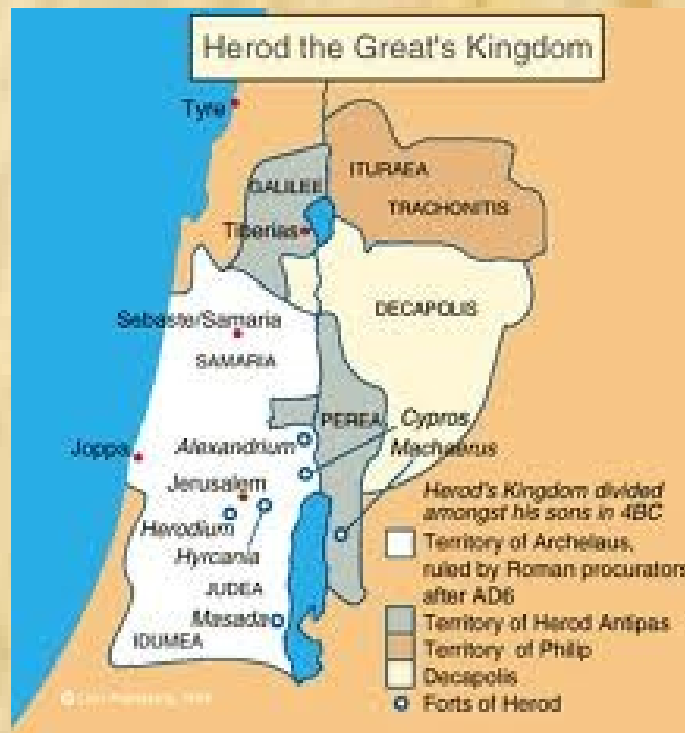 Herod the Great's Kingdom
Tyre
ITURAEA
GALILEE
TRACHONITIS
Tiberias
DECAPOLIS
Sebaste/Samaria
SAMARIA
PEREA
Cypros
Alexandrium
Machaerus
Joppa
Jerusalem
Herodium
Hyrcania
JUDEA
Masada
IDUMEA
Herod's Kingdom divided
amongst his sons in 4BC
Territory of Archelaus,
ruled by Roman procurators
after AD6
Territory of Herod Antipas
Territory of Philip
Decapolis
Forts of Herod